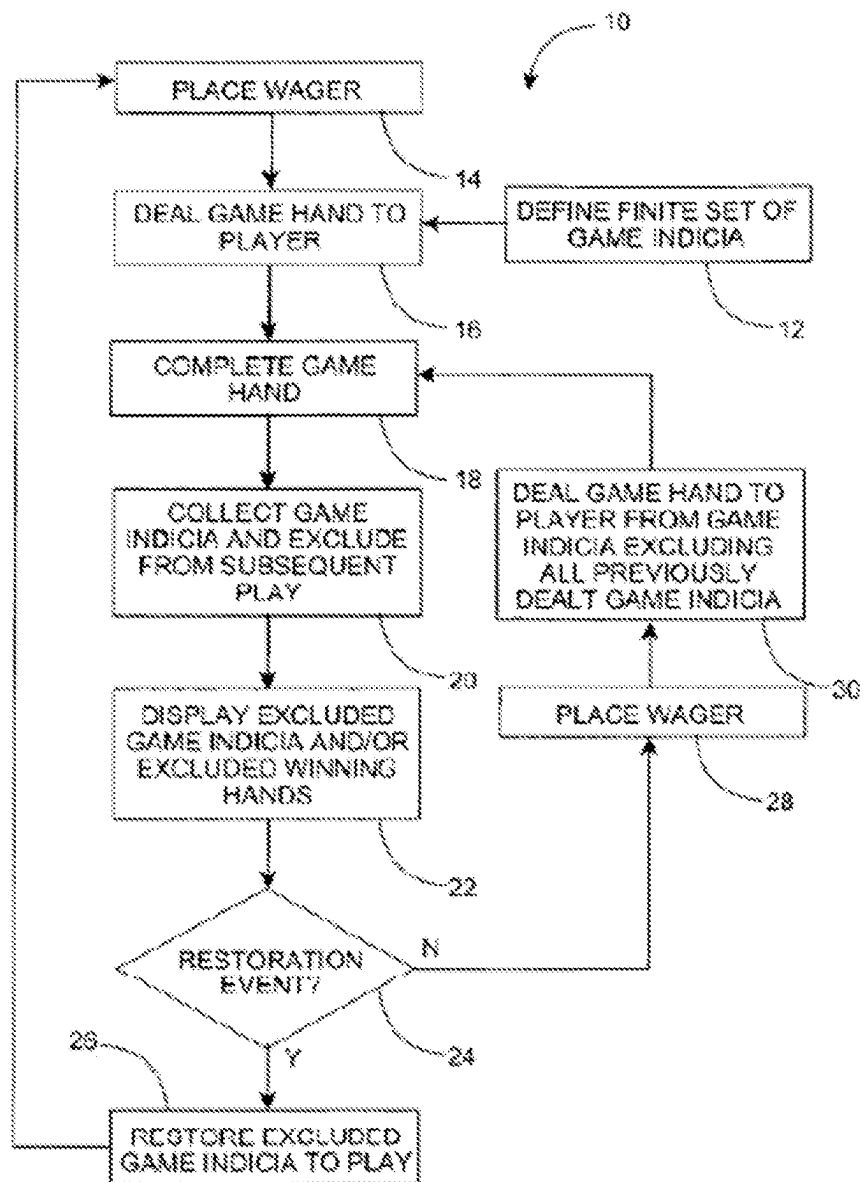 10
PLACE WAGER
14
DEAL GAME HAND TO
PLAYER
16
DEFINE FINITE SET OF
GAME INDICIA
12
COMPLETE GAME
HAND
18
COLLECT GAME
INDICIA AND EXCLUDE
FROM SUBSEQUENT
PLAY
20
DEAL GAME HAND TO
PLAYER FROM GAME
INDICIA EXCLUDING
ALL PREVIOUSLY
DEALT GAME INDICIA
30
DISPLAY EXCLUDED
GAME INDICIA AND/OR
EXCLUDED WINNING
HANDS
22
PLACE WAGER
28
RESTORATION
EVENT?
N
24
Y
26
RESTORE EXCLUDED
GAME INDICIA TO PLAY